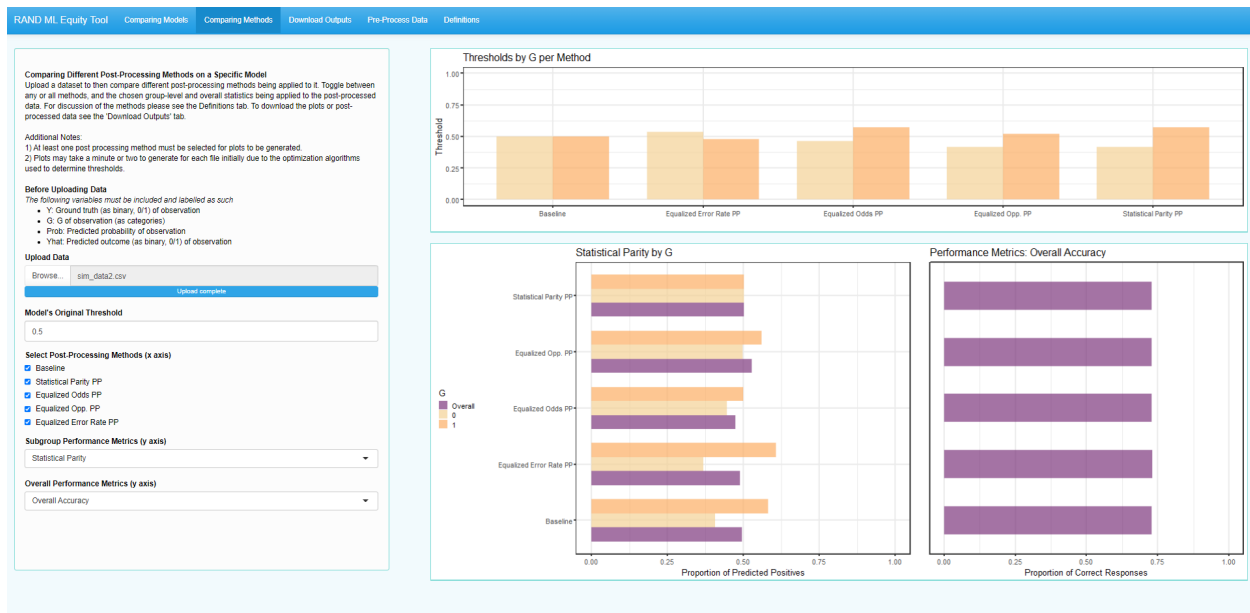 RAND ML Equity Tool Comparing Models Comparing Methods Download Outputs Pre-Process Data Definitions
Comparing Different Post-Processing Methods on a Specific Model
Upload a dataset to then compare different post-processing methods being applied to it. Toggle between
any or all methods, and the chosen group-level and overall statistics being applied to the post-processed
data. For discussion of the methods please see the Definitions tab. To download the plots or post-
processed data see the 'Download Outputs' tab.
Additional Notes:
1) At least one post processing method must be selected for plots to be generated.
2) Plots may take a minute or two to generate for each file initially due to the optimization algorithms
used to determine thresholds.
Before Uploading Data
The following variables must be included and labelled as such
• Y: Ground truth (as binary, 0/1) of observation
• G: G of observation (as categories)
• Prob: Predicted probability of observation
• Yhat: Predicted outcome (as binary, 0/1) of observation
Upload Data
Browse... sim_data2.csv
Upload complete
Model's Original Threshold
0.5
Select Post-Processing Methods (x axis)
Baseline
Statistical Parity PP
Equalized Odds PP
Equalized Opp. PP
Equalized Error Rate PP
Subgroup Performance Metrics (y axis)
Statistical Parity
Overall Performance Metrics (y axis)
Overall Accuracy
Thresholds by G per Method
Threshold
1.00
0.75
0.50
0.25
0.00
Baseline Equalized Error Rate PP Equalized Odds PP Equalized Opp. PP Statistical Parity PP
Statistical Parity by G
G
Overall
0
1
Statistical Parity PP
Equalized Opp. PP
Equalized Odds PP
Equalized Error Rate PP
Baseline
0.00 0.25 0.50 0.75 1.00
Proportion of Predicted Positives
Performance Metrics: Overall Accuracy
0.00 0.25 0.50 0.75 1.00
Proportion of Correct Responses